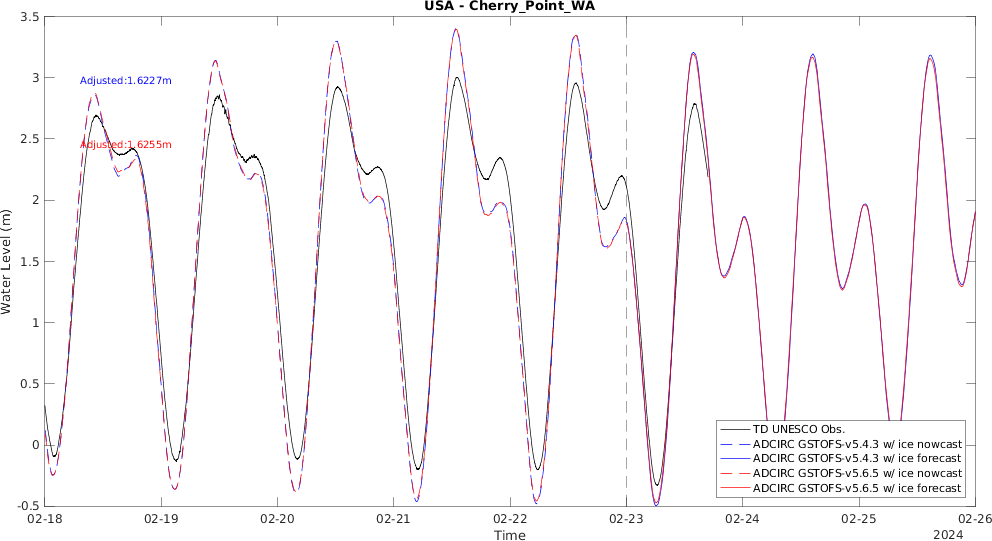 USA - Cherry_Point_WA
3.5
3
2.5
2
1.5
1
0.5
0
-0.5
Water Level (m)
Adjusted:1.6227m
Adjusted:1.6255m
TD UNESCO Obs.
ADCIRC GSTOFS-v5.4.3 w/ ice nowcast
ADCIRC GSTOFS-v5.4.3 w/ ice forecast
ADCIRC GSTOFS-v5.6.5 w/ ice nowcast
ADCIRC GSTOFS-v5.6.5 w/ ice forecast
02-18 02-19 02-20 02-21 02-22 02-23 02-24 02-25 02-26
Time
2024